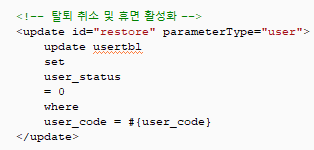 <!-- 탈퇴 취소 및 휴면 활성화 -->
<update id="restore" parameterType="user">
update usertbl
set
user_status
= 0
where
user_code = #{user_code}
</update>